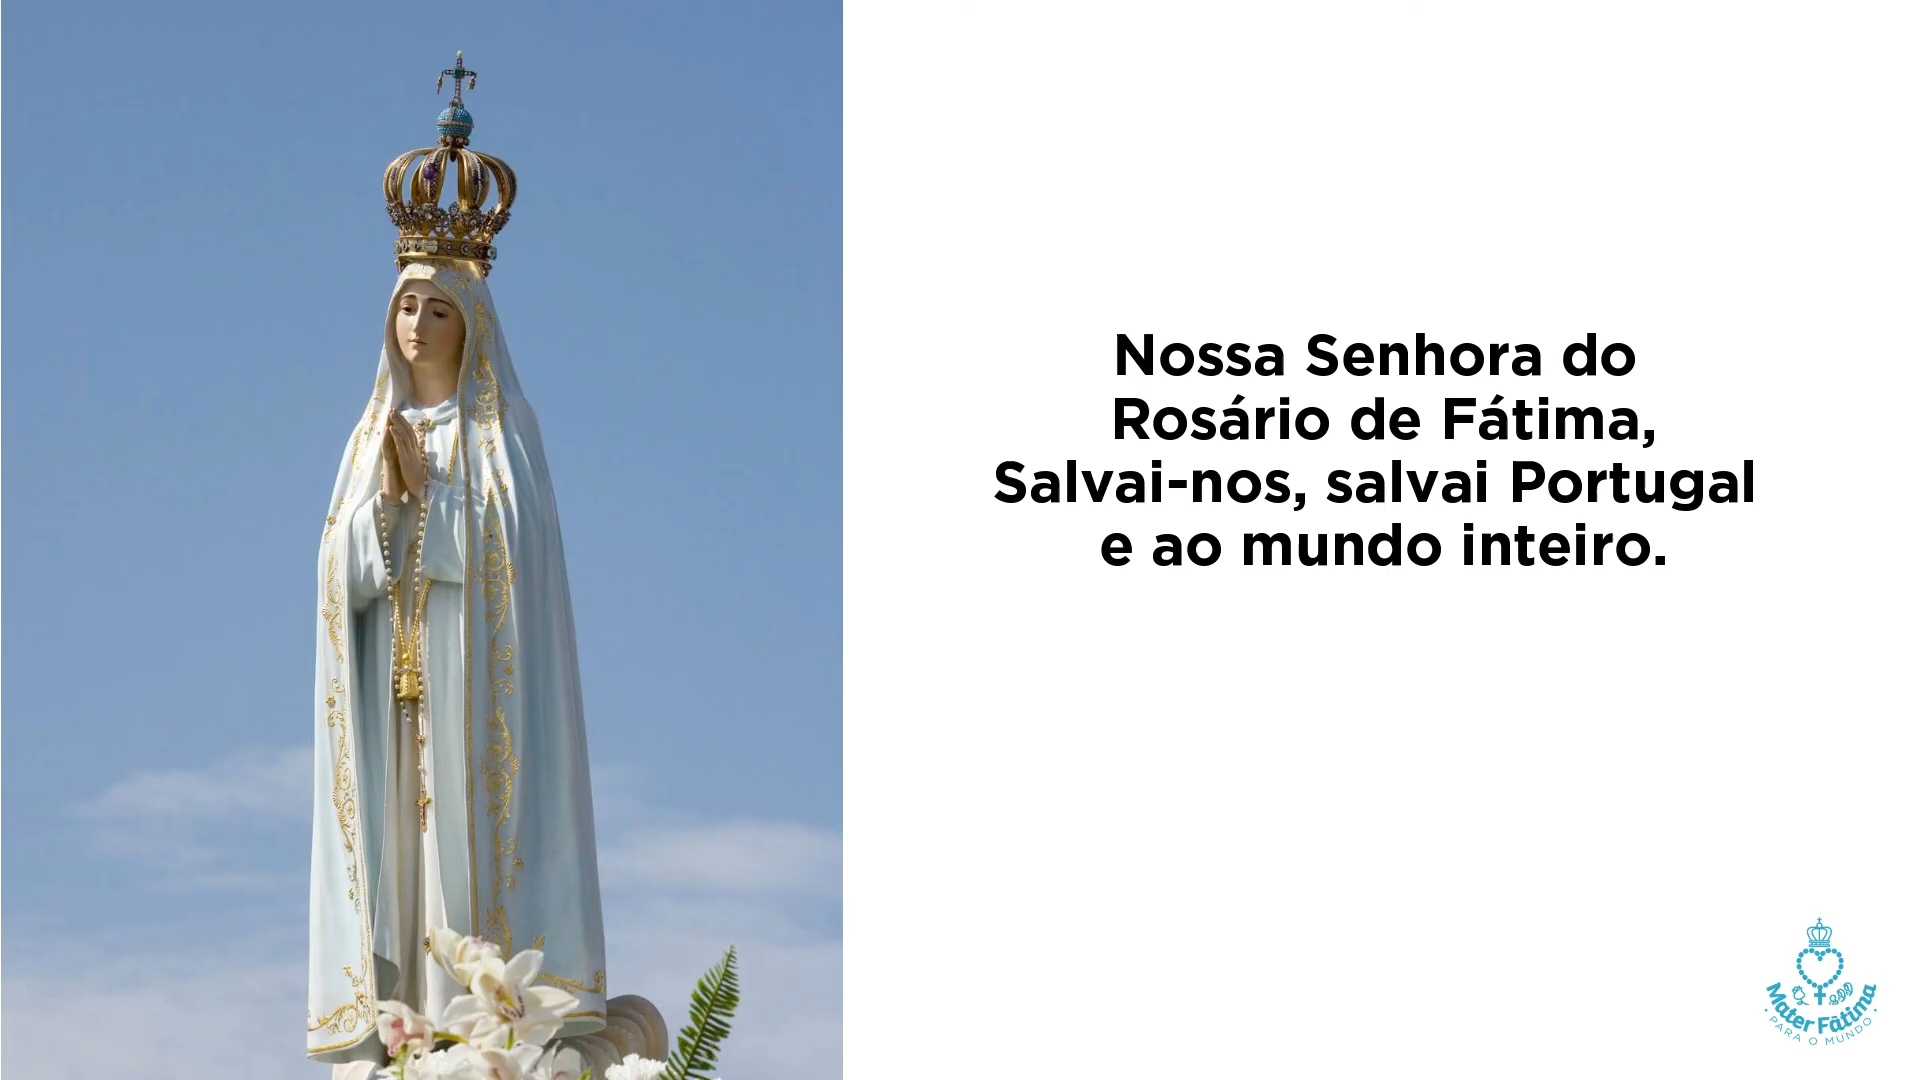 Nossa Senhora do
Rosário de Fátima,
Salvai-nos, salvai Portugal
e ao mundo inteiro.
Mater Fátima
• PARA O MUNDO •